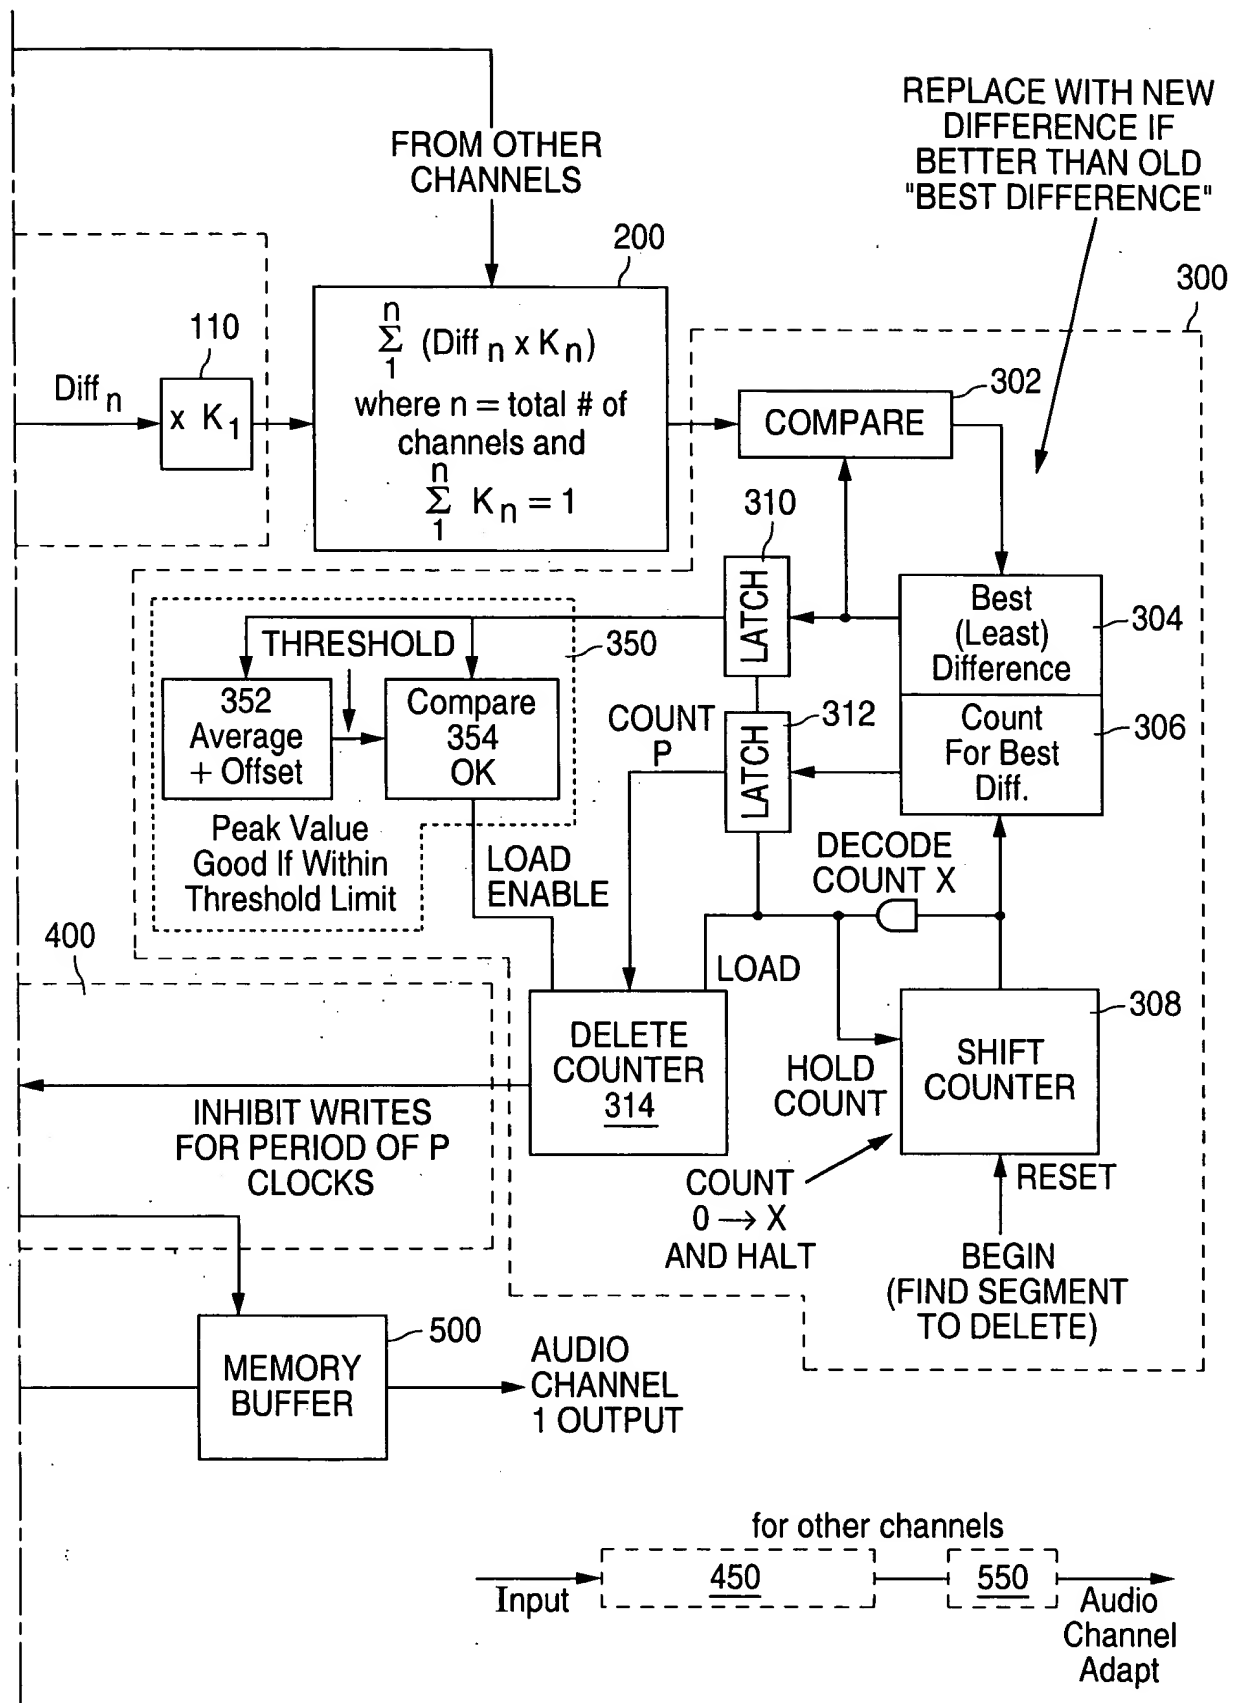 FROM OTHER
CHANNELS
REPLACE WITH NEW
DIFFERENCE IF
BETTER THAN OLD
"BEST DIFFERENCE"
200
300
110
Diff n
x K1
n
Σ (Diff n x K n)
1
where n = total # of
channels and
n
Σ K n = 1
1
302
COMPARE
310
LATCH
Best
(Least)
Difference
304
THRESHOLD
350
352
Average
+ Offset
Compare
354
OK
COUNT
P
312
LATCH
Count
For Best
Diff.
306
Peak Value
Good If Within
Threshold Limit
LOAD
ENABLE
DECODE
COUNT X
400
LOAD
DELETE
COUNTER
314
HOLD
COUNT
SHIFT
COUNTER
308
INHIBIT WRITES
FOR PERIOD OF P
CLOCKS
COUNT
0 → X
AND HALT
RESET
BEGIN
(FIND SEGMENT
TO DELETE)
500
MEMORY
BUFFER
AUDIO
CHANNEL
1 OUTPUT
for other channels
Input
450
550
Audio
Channel
Adapt